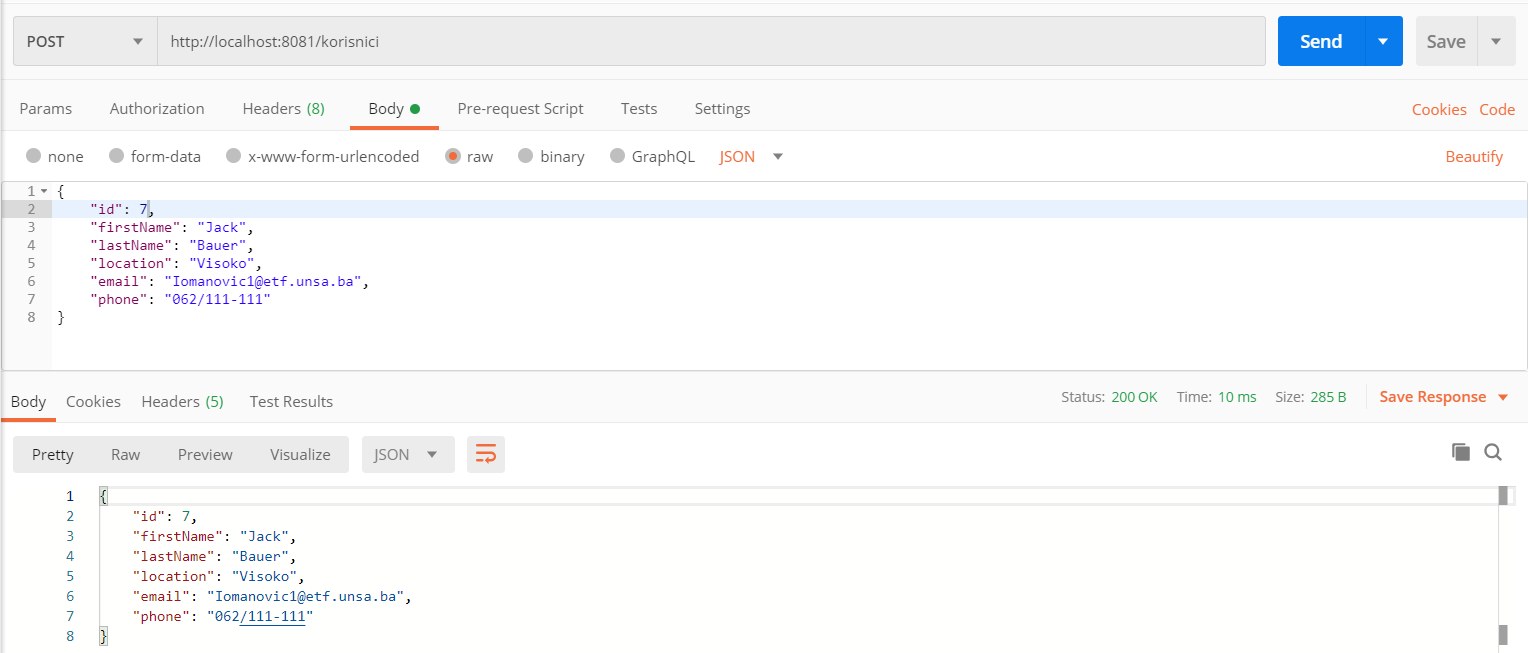 POST http://localhost:8081/korisnici Send Save
Params Authorization Headers (8) Body Pre-request Script Tests Settings Cookies Code
none form-data x-www-form-urlencoded raw binary GraphQL JSON Beautify
1 {
2 "id": 7,
3 "firstName": "Jack",
4 "lastName": "Bauer",
5 "location": "Visoko",
6 "email": "Iomanovic1@etf.unsa.ba",
7 "phone": "062/111-111"
8 }
Body Cookies Headers (5) Test Results Status: 200 OK Time: 10 ms Size: 285 B Save Response
Pretty Raw Preview Visualize JSON
1 {
2 "id": 7,
3 "firstName": "Jack",
4 "lastName": "Bauer",
5 "location": "Visoko",
6 "email": "Iomanovic1@etf.unsa.ba",
7 "phone": "062/111-111"
8 }